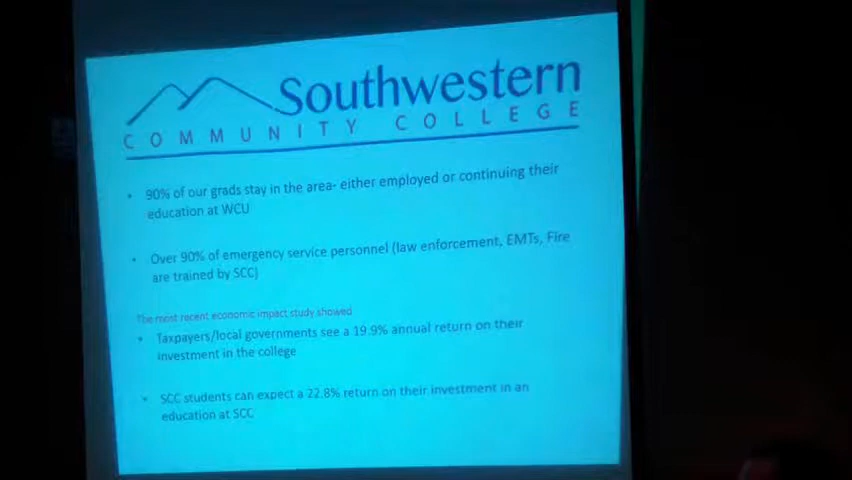 Southwestern
COMMUNITY COLLEGE
• 90% of our grads stay in the area- either employed or continuing their
education at WCU
• Over 90% of emergency service personnel (law enforcement, EMTs, Fire
are trained by SCC)
The most recent economic impact study showed
• Taxpayers/local governments see a 19.9% annual return on their
investment in the college
• SCC students can expect a 22.8% return on their investment in an
education at SCC